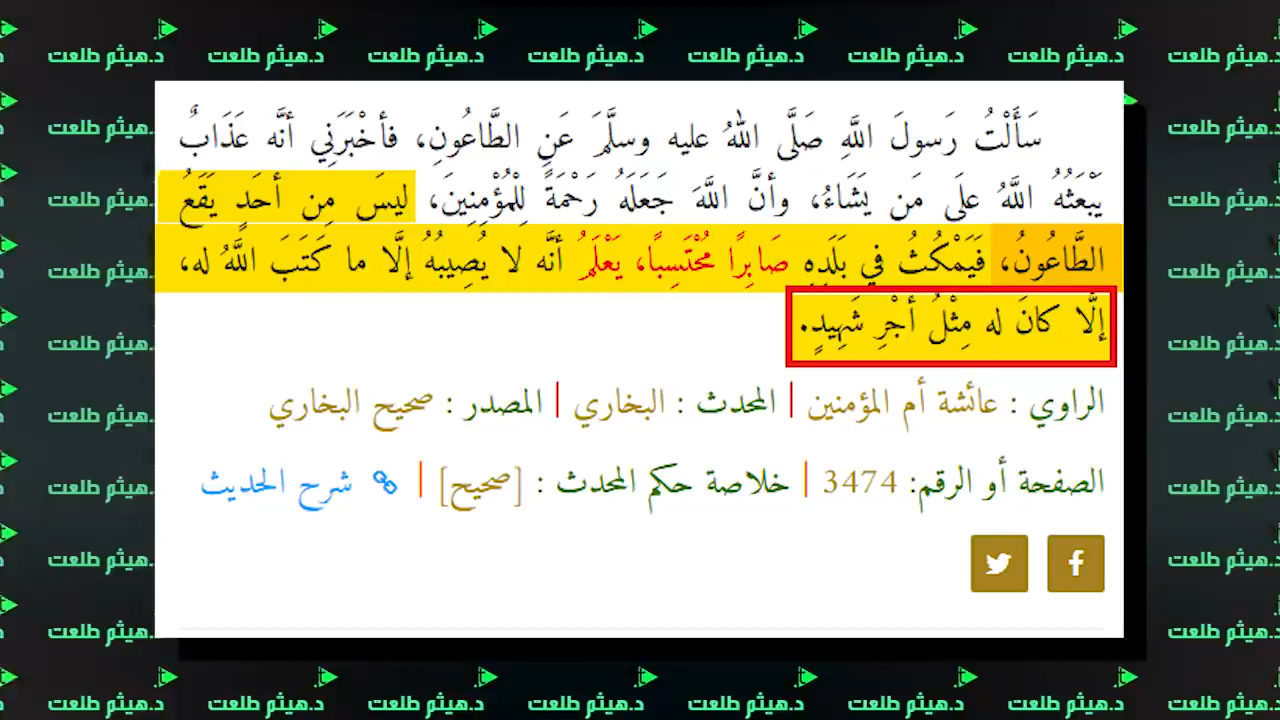 د.هيثم طلعت
سَأَلْتُ رَسولَ اللَّهِ صَلَّى اللهُ عليه وسلَّمَ عَنِ الطَّاعُونِ، فأخْبَرَنِي أنَّه عَذَابٌ
يَبْعَثُهُ اللَّهُ علَى مَن يَشَاءُ، وأنَّ اللَّهَ جَعَلَهُ رَحْمَةً لِلْمُؤْمِنِينَ، ليسَ مِن أحَدٍ يَقَعُ
الطَّاعُونُ، فَيَمْكُثُ في بَلَدِهِ صَابِرًا مُحْتَسِبًا، يَعْلَمُ أنَّه لا يُصِيبُهُ إلَّا ما كَتَبَ اللَّهُ له،
إلَّا كانَ له مِثْلُ أجْرِ شَهِيدٍ.
الراوي : عائشة أم المؤمنين | المحدث : البخاري | المصدر : صحيح البخاري
الصفحة أو الرقم: 3474 | خلاصة حكم المحدث : [صحيح] | شرح الحديث